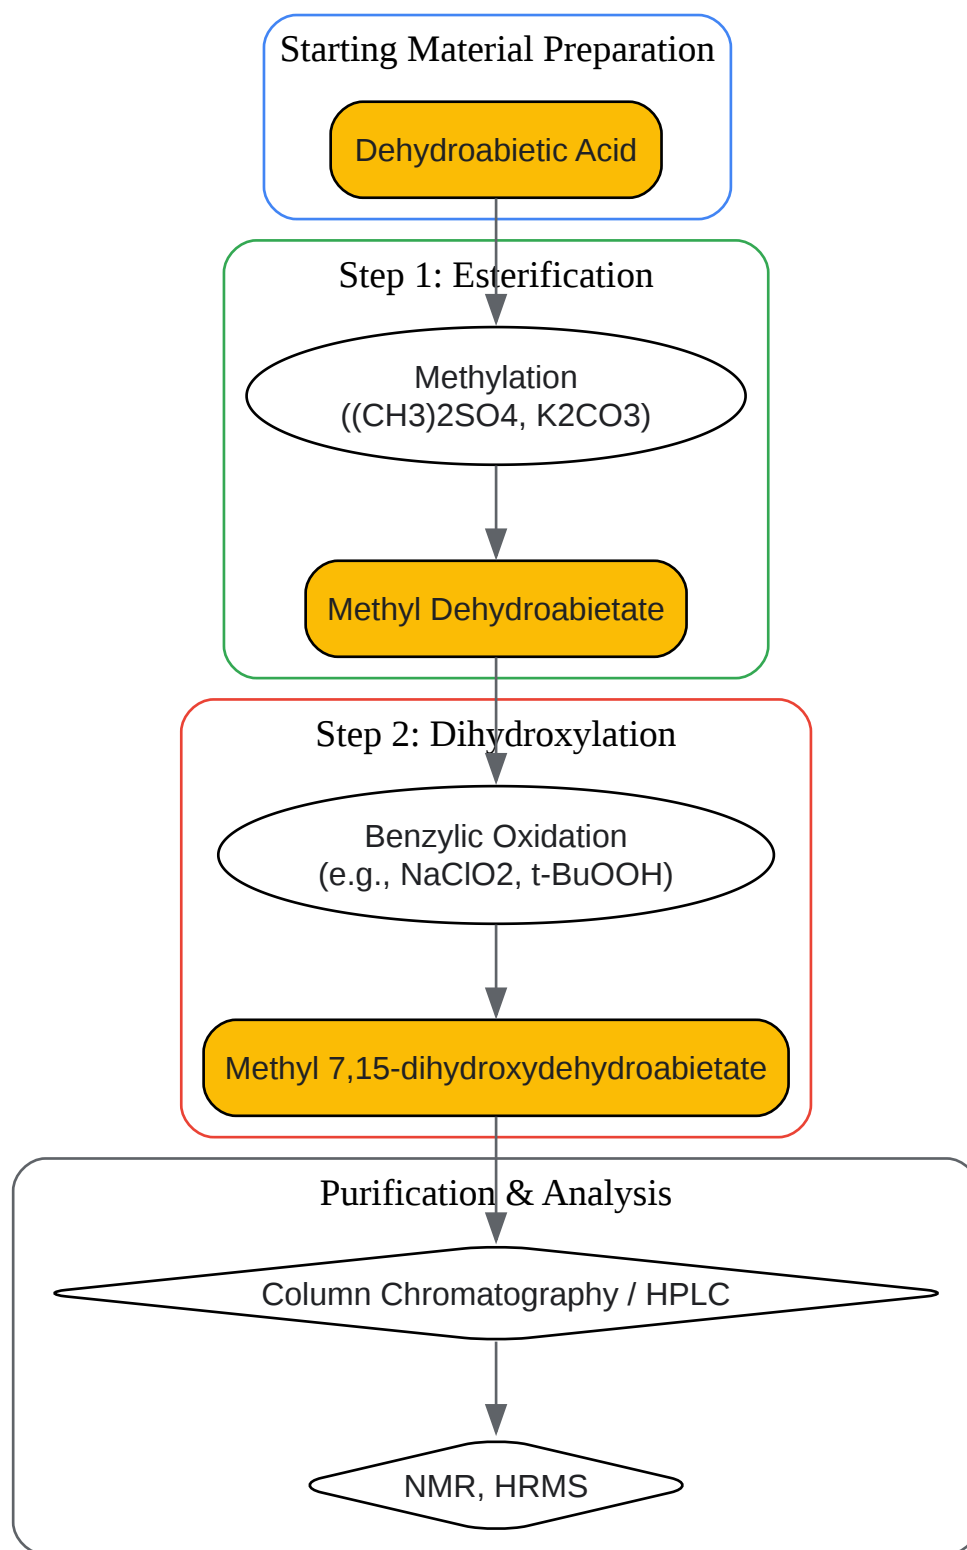 Starting Material Preparation
Dehydroabietic Acid
Step 1: Esterification
Methylation
((CH3)2SO4, K2CO3)
Methyl Dehydroabietate
Step 2: Dihydroxylation
Benzylic Oxidation
(e.g., NaClO2, t-BuOOH)
Methyl 7,15-dihydroxydehydroabietate
Purification & Analysis
Column Chromatography / HPLC
NMR, HRMS